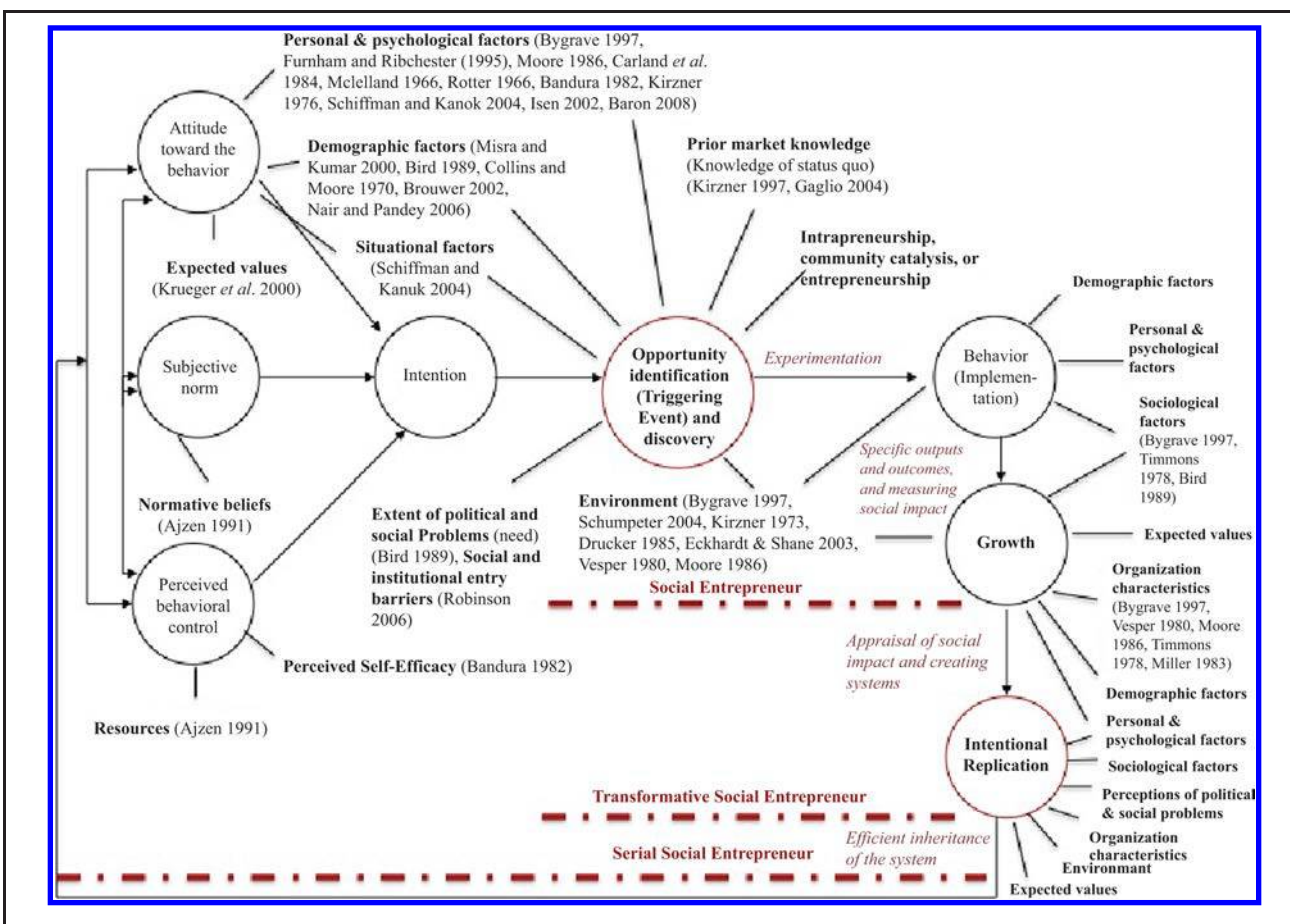 Personal & psychological factors (Bygrave 1997,
Furnham and Ribchester (1995), Moore 1986, Carland et al.
1984, Mclelland 1966, Rotter 1966, Bandura 1982, Kirzner
1976, Schiffman and Kanok 2004, Isen 2002, Baron 2008)
Attitude
toward the
behavior
Demographic factors (Misra and
Kumar 2000, Bird 1989, Collins and
Moore 1970, Brouwer 2002,
Nair and Pandey 2006)
Prior market knowledge
(Knowledge of status quo)
(Kirzner 1997, Gaglio 2004)
Situational factors
(Schiffman and
Kanuk 2004)
Intrapreneurship,
community catalysis, or
entrepreneurship
Expected values
(Krueger et al. 2000)
Demographic factors
Subjective
norm
Intention
Opportunity
identification
(Triggering
Event) and
discovery
Experimentation
Behavior
(Implemen-
tation)
Personal &
psychological
factors
Sociological
factors
(Bygrave 1997,
Timmons
1978, Bird
1989)
Specific outputs
and outcomes,
and measuring
social impact
Normative beliefs
(Ajzen 1991)
Extent of political and
social Problems (need)
(Bird 1989), Social and
institutional entry
barriers (Robinson
2006)
Environment (Bygrave 1997,
Schumpeter 2004, Kirzner 1973,
Drucker 1985, Eckhardt & Shane 2003,
Vesper 1980, Moore 1986)
Growth
Expected values
Perceived
behavioral
control
Social Entrepreneur
Organization
characteristics
(Bygrave 1997,
Vesper 1980, Moore
1986, Timmons
1978, Miller 1983)
Perceived Self-Efficacy (Bandura 1982)
Appraisal of social
impact and creating
systems
Resources (Ajzen 1991)
Demographic factors
Personal &
psychological factors
Intentional
Replication
Sociological factors
Perceptions of political
& social problems
Transformative Social Entrepreneur
Efficient inheritance
of the system
Serial Social Entrepreneur
Organization
characteristics
Environmant
Expected values